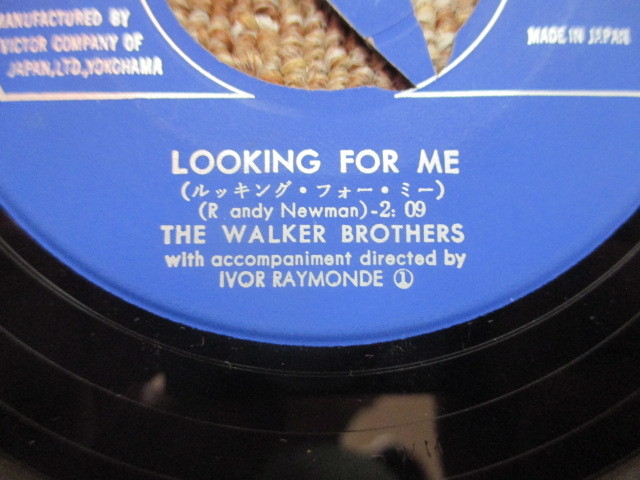 MANUFACTURED BY
VICTOR COMPANY OF
JAPAN,LTD.,YOKOHAMA
MADE IN JAPAN
LOOKING FOR ME
(ルッキング・フォー・ミー)
(R andy Newman)-2: 09
THE WALKER BROTHERS
with accompaniment directed by
IVOR RAYMONDE ①